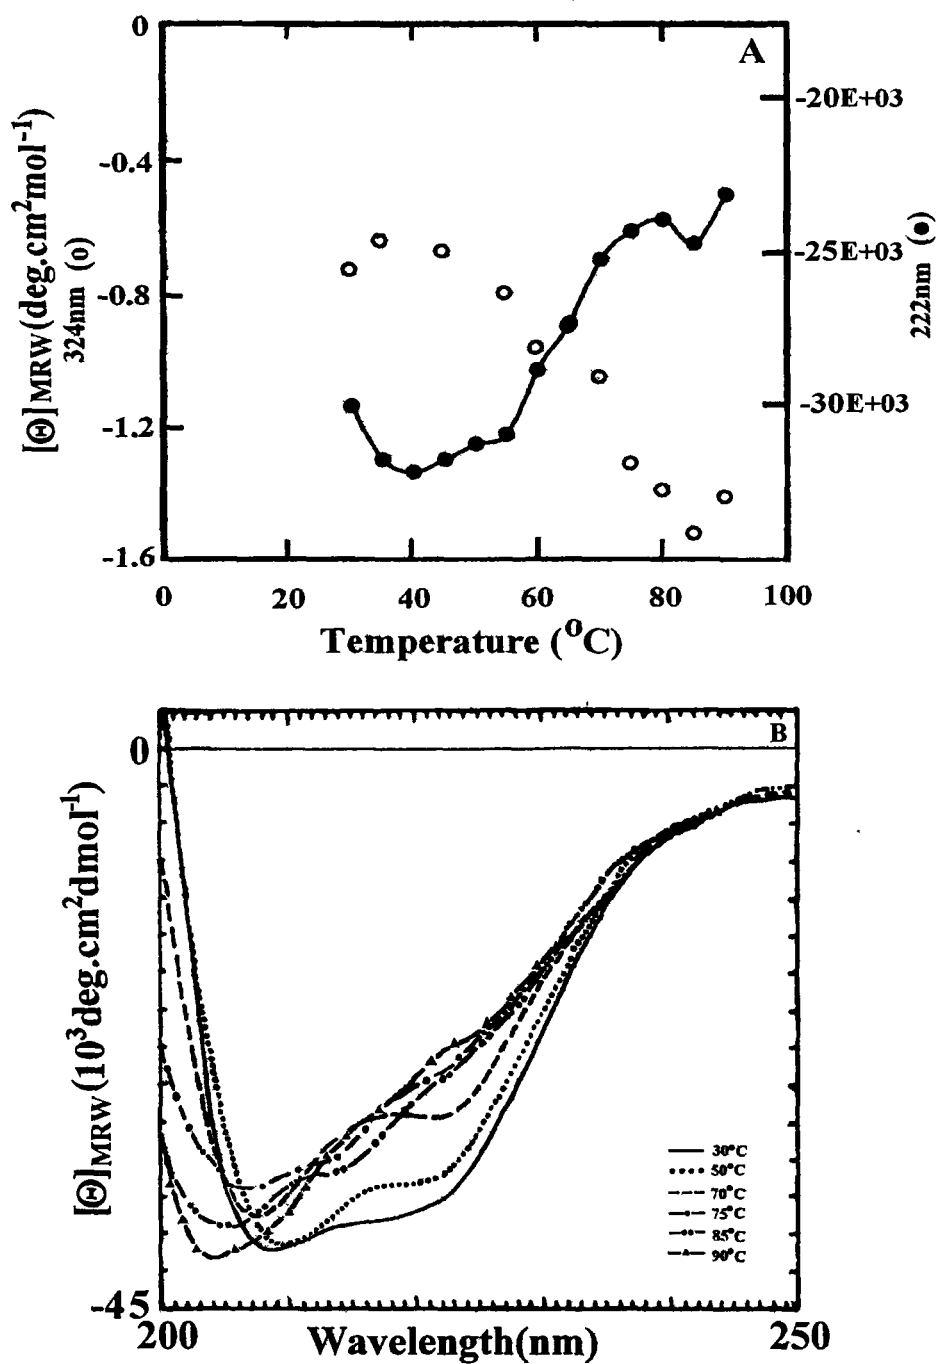 A
0
-0.4
-0.8
-1.2
-1.6
[Θ]MRW(deg.cm²mol⁻¹)
324nm (o)
-20E+03
-25E+03
-30E+03
222nm (●)
0 20 40 60 80 100
Temperature (°C)
B
0
-45
[Θ]MRW(10³deg.cm²dmol⁻¹)
30°C
50°C
70°C
75°C
85°C
90°C
200 Wavelength(nm) 250